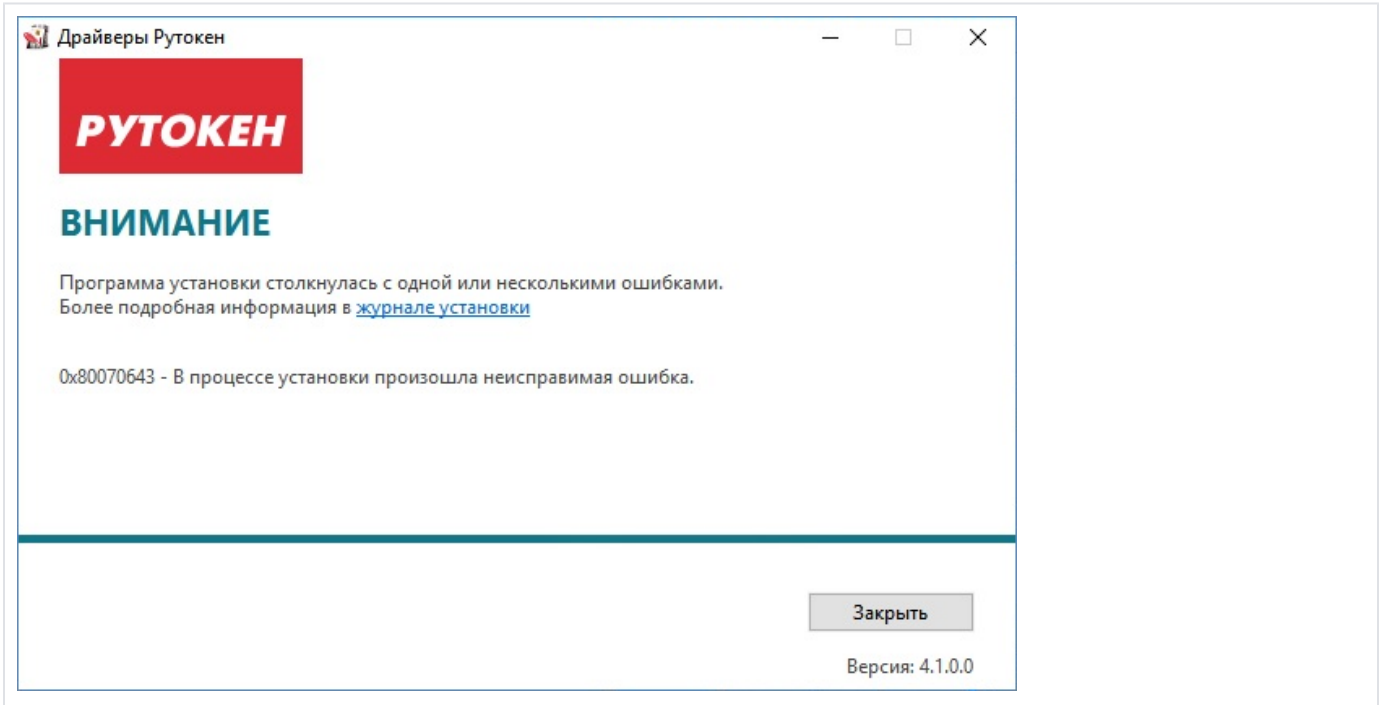 Драйверы Рутокен
РУТОКЕН
ВНИМАНИЕ
Программа установки столкнулась с одной или несколькими ошибками.
Более подробная информация в журнале установки
0x80070643 - В процессе установки произошла неисправимая ошибка.
Закрыть
Версия: 4.1.0.0